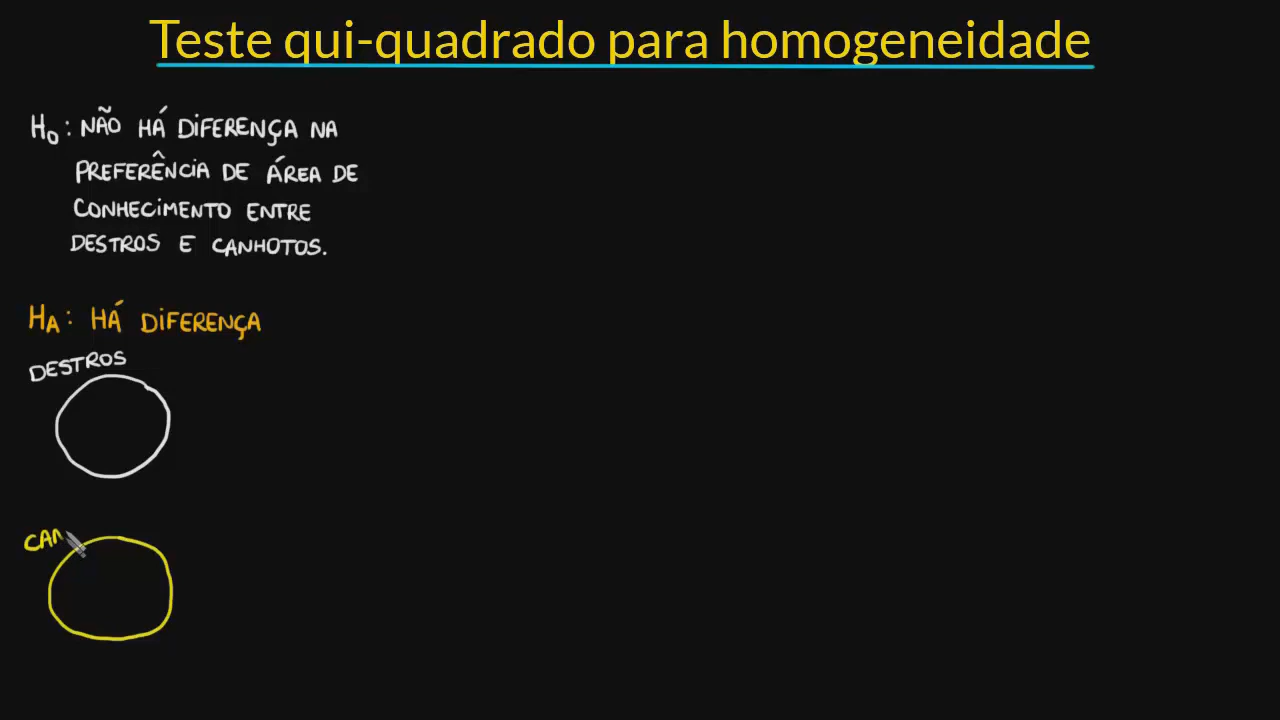 Teste qui-quadrado para homogeneidade
H₀: NÃO HÁ DIFERENÇA NA
PREFERÊNCIA DE ÁREA DE
CONHECIMENTO ENTRE
DESTROS E CANHOTOS.
Hᴀ: HÁ DIFERENÇA
DESTROS
CAN